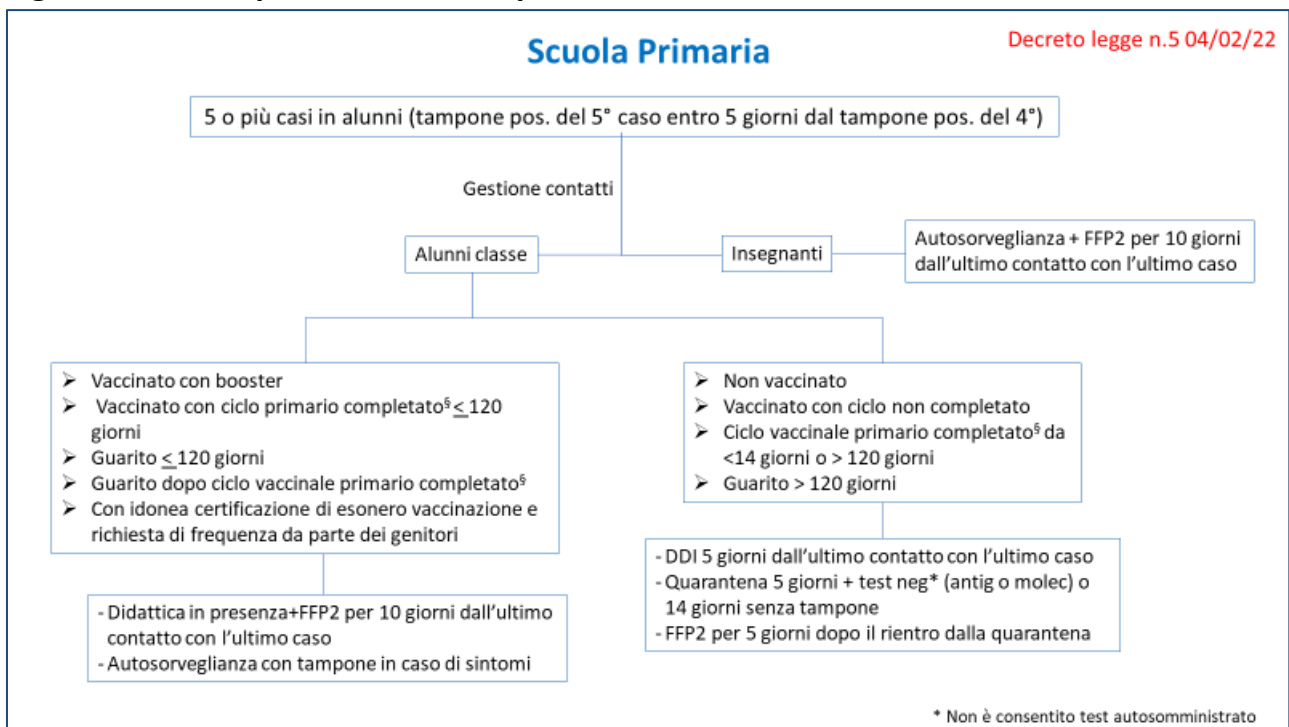 Scuola Primaria
Decreto legge n.5 04/02/22
5 o più casi in alunni (tampone pos. del 5° caso entro 5 giorni dal tampone pos. del 4°)
Gestione contatti
Alunni classe
Insegnanti
Autosorveglianza + FFP2 per 10 giorni
dall'ultimo contatto con l'ultimo caso
➢ Vaccinato con booster
➢ Vaccinato con ciclo primario completato§ ≤ 120
giorni
➢ Guarito ≤ 120 giorni
➢ Guarito dopo ciclo vaccinale primario completato§
➢ Con idonea certificazione di esonero vaccinazione e
richiesta di frequenza da parte dei genitori
➢ Non vaccinato
➢ Vaccinato con ciclo non completato
➢ Ciclo vaccinale primario completato§ da
<14 giorni o > 120 giorni
➢ Guarito > 120 giorni
- Didattica in presenza+FFP2 per 10 giorni dall'ultimo
contatto con l'ultimo caso
- Autosorveglianza con tampone in caso di sintomi
- DDI 5 giorni dall'ultimo contatto con l'ultimo caso
- Quarantena 5 giorni + test neg* (antig o molec) o
14 giorni senza tampone
- FFP2 per 5 giorni dopo il rientro dalla quarantena
* Non è consentito test autosomministrato